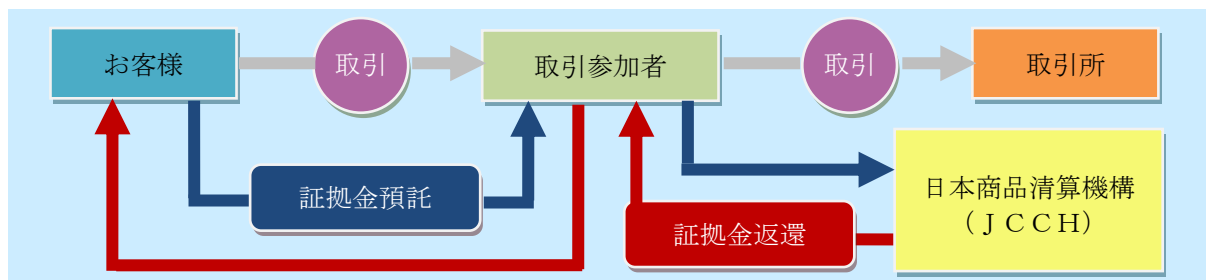 お客様
取引
取引参加者
取引
取引所
証拠金預託
証拠金返還
日本商品清算機構
（ＪＣＣＨ）